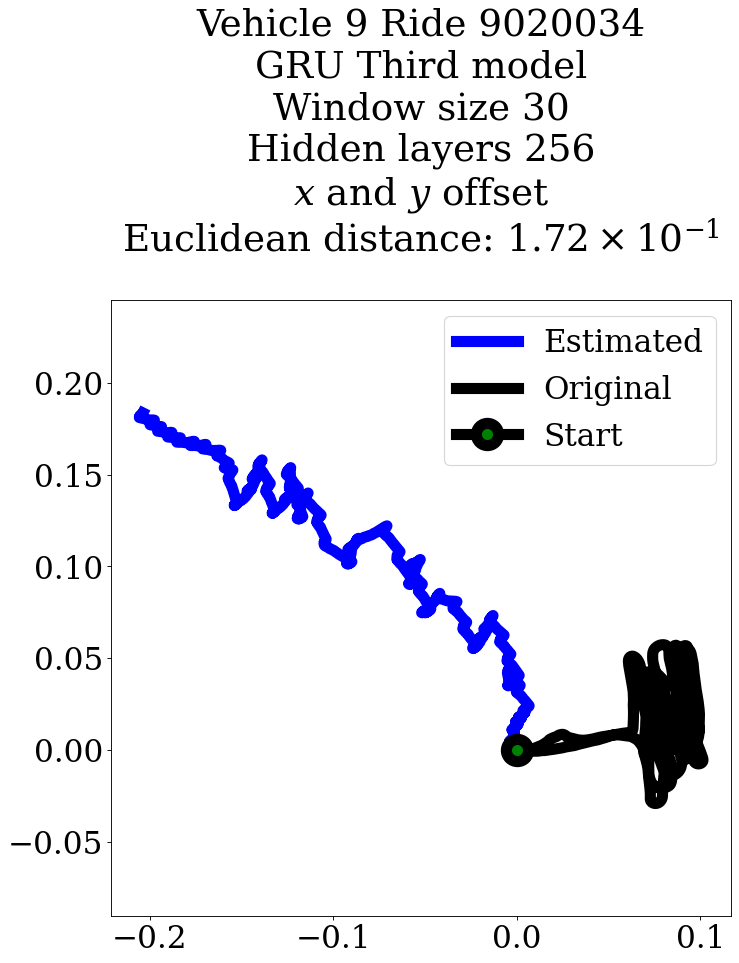 Vehicle 9 Ride 9020034
GRU Third model
Window size 30
Hidden layers 256
x and y offset
Euclidean distance: 1.72 × 10⁻¹
Estimated
Original
Start
0.20
0.15
0.10
0.05
0.00
−0.05
−0.2
−0.1
0.0
0.1